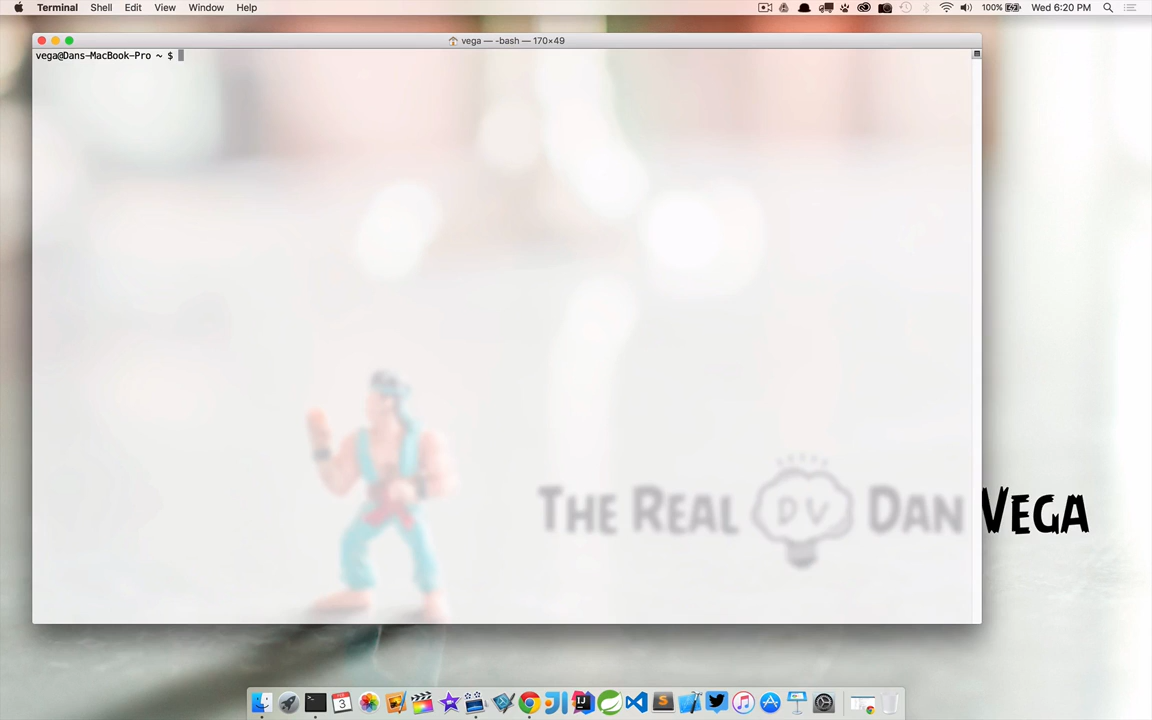 Terminal Shell Edit View Window Help 100% Wed 6:20 PM
vega — -bash — 170×49
vega@Dans-MacBook-Pro ~ $
THE REAL DV DAN VEGA
3